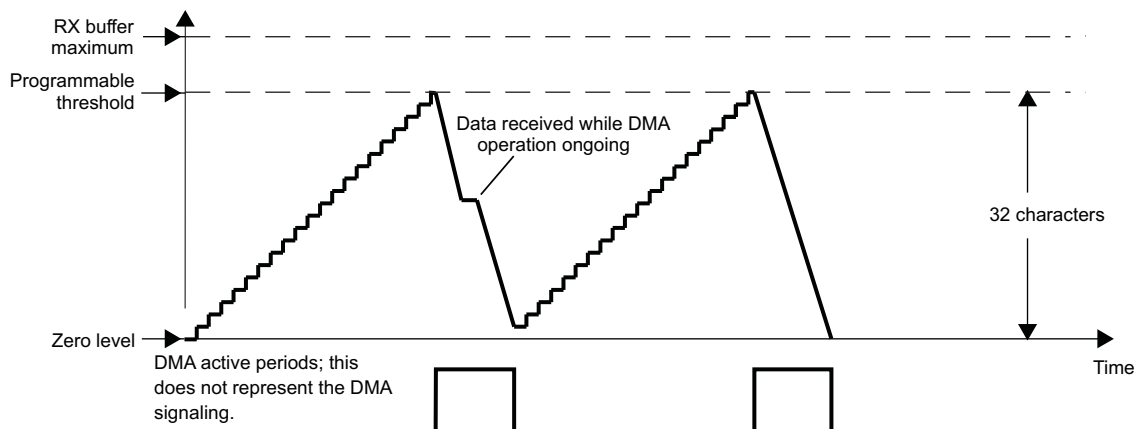 RX buffer
maximum
Programmable
threshold
Data received while DMA
operation ongoing
32 characters
Zero level
Time
DMA active periods; this
does not represent the DMA
signaling.